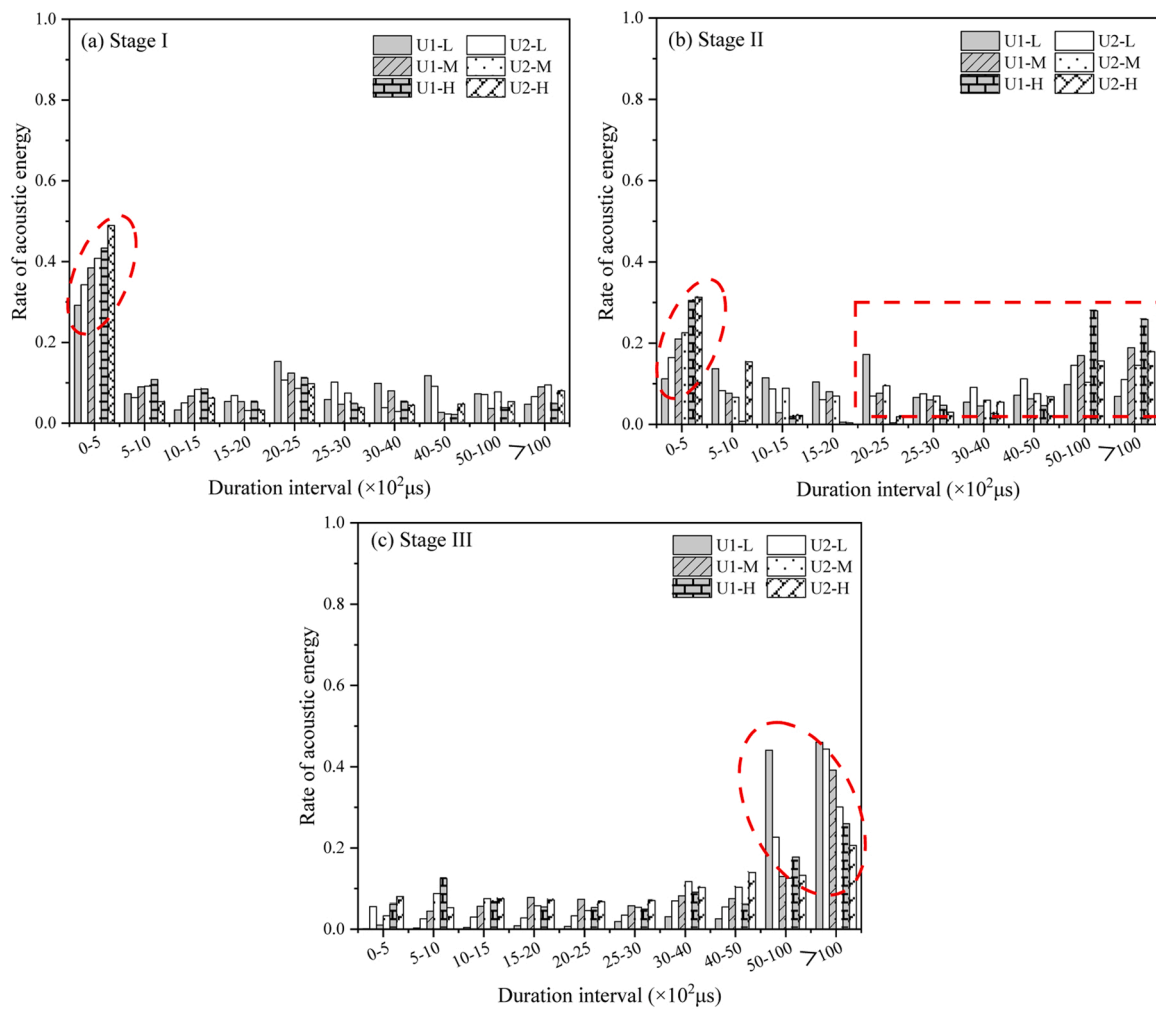 (a) Stage I
U1-L U2-L
U1-M U2-M
U1-H U2-H
Rate of acoustic energy
1.0
0.8
0.6
0.4
0.2
0.0
0-5 5-10 10-15 15-20 20-25 25-30 30-40 40-50 50-100 >100
Duration interval (×10²μs)
(b) Stage II
U1-L U2-L
U1-M U2-M
U1-H U2-H
Rate of acoustic energy
1.0
0.8
0.6
0.4
0.2
0.0
0-5 5-10 10-15 15-20 20-25 25-30 30-40 40-50 50-100 >100
Duration interval (×10²μs)
(c) Stage III
U1-L U2-L
U1-M U2-M
U1-H U2-H
Rate of acoustic energy
1.0
0.8
0.6
0.4
0.2
0.0
0-5 5-10 10-15 15-20 20-25 25-30 30-40 40-50 50-100 >100
Duration interval (×10²μs)